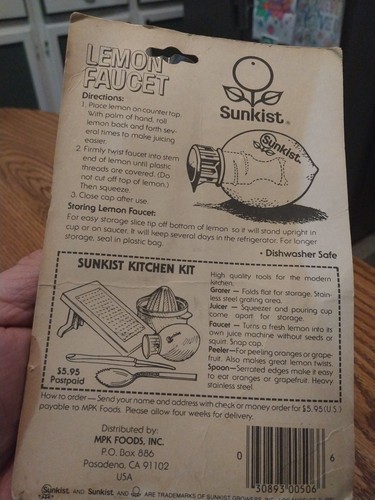 LEMON
FAUCET
Directions:
1. Place lemon on counter top.
With palm of hand, roll
lemon back and forth sev-
eral times to make juicing
easier.
2. Firmly twist faucet into stem
end of lemon until plastic
threads are covered. (Do
not cut off top of lemon.)
Then squeeze.
3. Close cap after use.
Sunkist®
Sunkist
Storing Lemon Faucet:
For easy storage slice tip off bottom of lemon so it will stand upright in
cup or on saucer. It will keep several days in the refrigerator. For longer
storage, seal in plastic bag.
• Dishwasher Safe
SUNKIST KITCHEN KIT
$5.95
Postpaid
High quality tools for the modern
kitchen.
Grater — Folds flat for storage. Stain-
less steel grating area.
Juicer — Squeezer and pouring cup
come apart for storage.
Faucet — Turns a fresh lemon into its
own juice machine without seeds or
squirt. Snap cap.
Peeler—For peeling oranges or grape-
fruit. Also makes great lemon twists.
Spoon—Serrated edges make it easy
to eat oranges or grapefruit. Heavy
stainless steel.
How to order — Send your name and address with check or money order for $5.95 (U.S.)
payable to MPK Foods. Please allow four weeks for delivery.
Distributed by:
MPK FOODS, INC.
P.O. Box 886
Pasadena, CA 91102
USA
0 30893 00506 6
Sunkist, AND Sunkist, AND ARE TRADEMARKS OF SUNKIST GROWERS, INC.